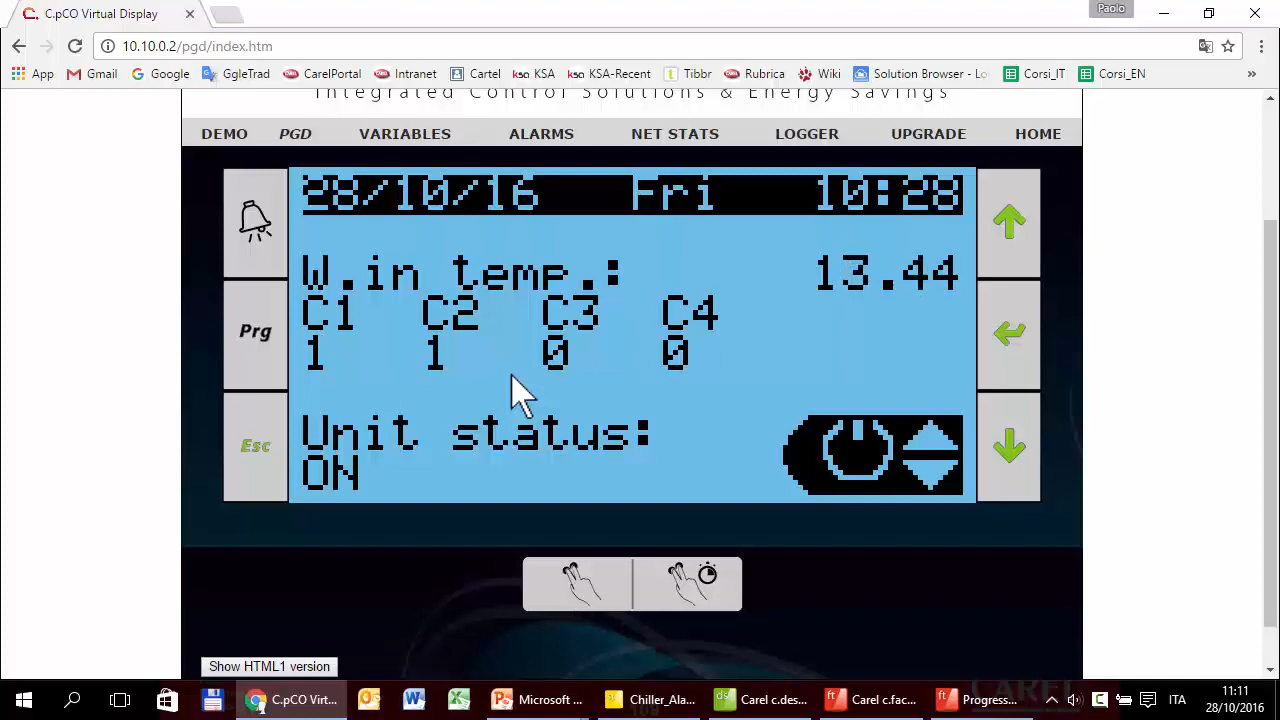 C.pCO Virtual Display
Paolo
10.10.0.2/pgd/index.htm
App Gmail Google GgleTrad CarelPortal Intranet Cartel KSA KSA-Recent Tibbr Rubrica Wiki Solution Browser - Lo Corsi_IT Corsi_EN »
Integrated Control Solutions & Energy Savings
DEMO PGD VARIABLES ALARMS NET STATS LOGGER UPGRADE HOME
28/10/16 Fri 10:28
W.in temp.: 13.44
C1 C2 C3 C4
1 1 0 0
Prg
Unit status:
Esc
ON
Show HTML1 version
C.pCO Virt... Microsoft ... Chiller_Ala... Carel c.des... Carel c.fac... Progress... ITA 11:11
28/10/2016